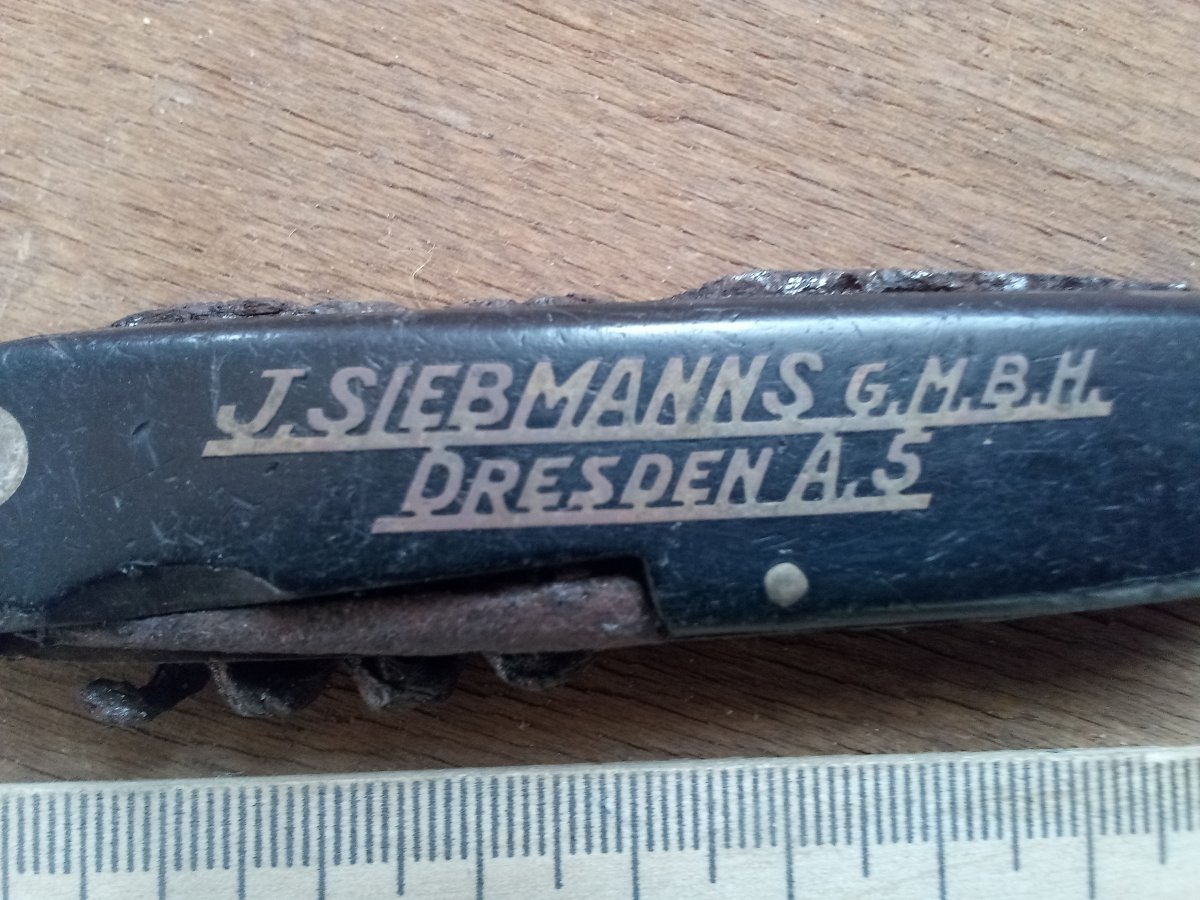 J. SIEBMANNS G.M.B.H.
DRESDEN A. 5